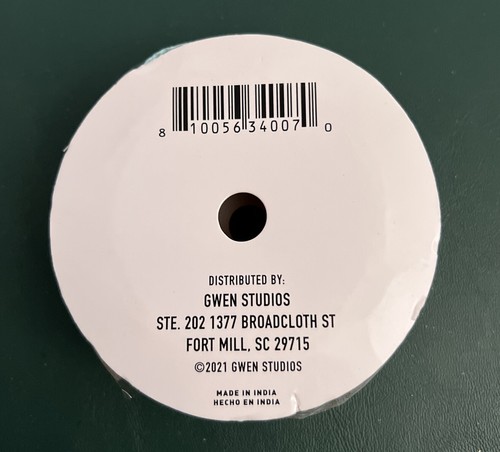 8 10056 34007 0
DISTRIBUTED BY:
GWEN STUDIOS
STE. 202 1377 BROADCLOTH ST
FORT MILL, SC 29715
©2021 GWEN STUDIOS
MADE IN INDIA
HECHO EN INDIA